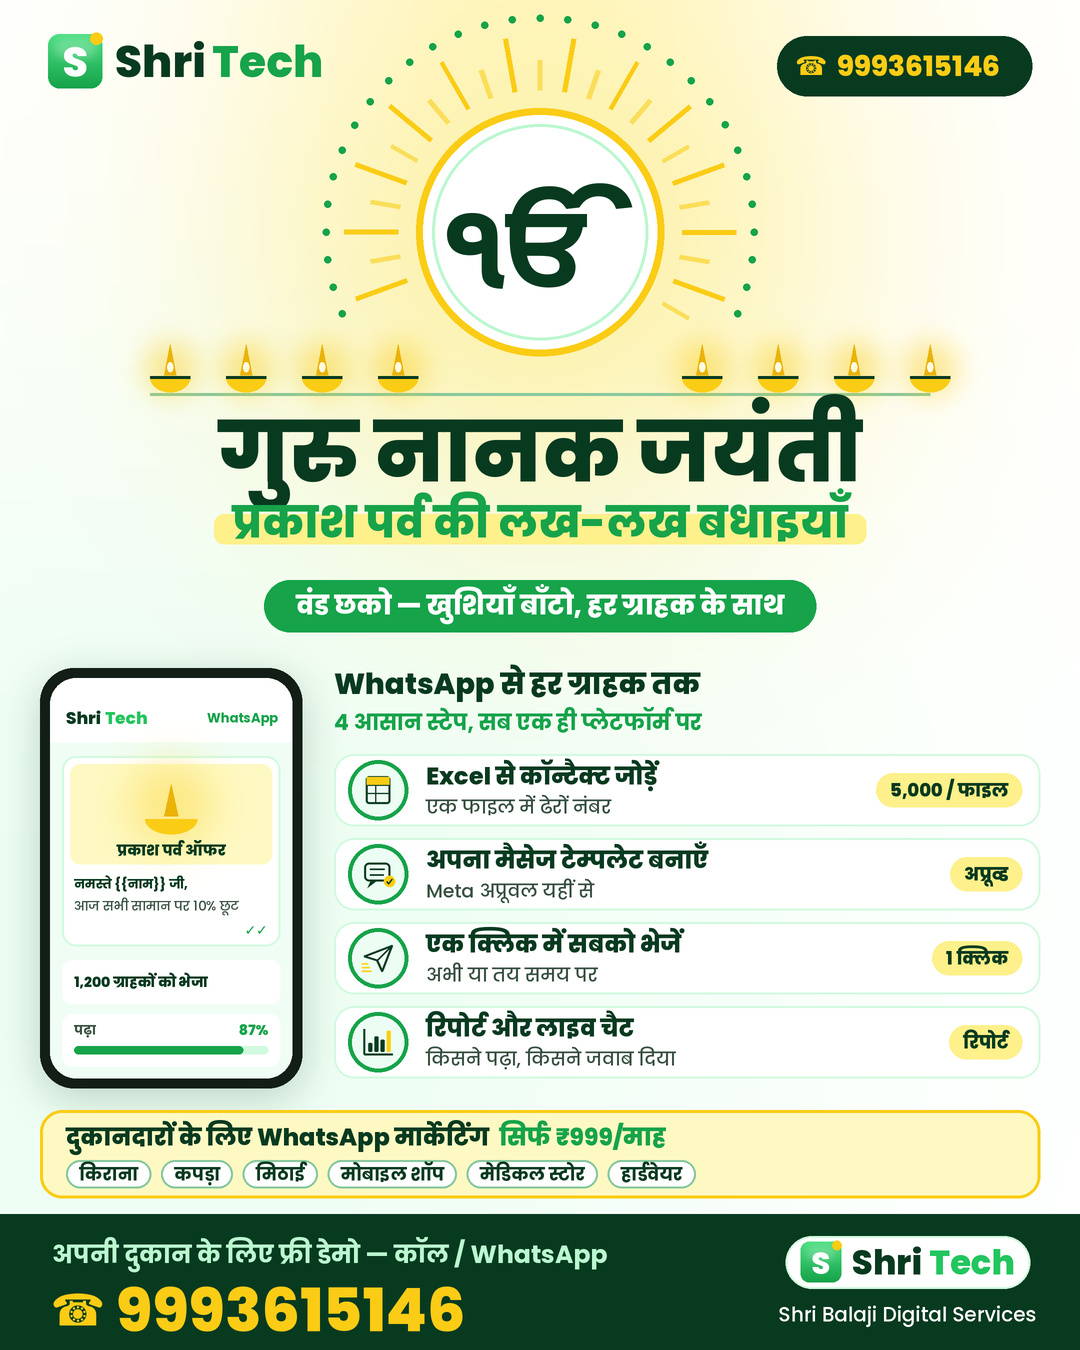 S Shri Tech
☎ 9993615146
ੴ
गुरु नानक जयंती
प्रकाश पर्व की लख-लख बधाइयाँ
वंड छको — खुशियाँ बाँटो, हर ग्राहक के साथ
Shri Tech WhatsApp
प्रकाश पर्व ऑफर
नमस्ते {{नाम}} जी,
आज सभी सामान पर 10% छूट
✓✓
1,200 ग्राहकों को भेजा
पढ़ा 87%
WhatsApp से हर ग्राहक तक
4 आसान स्टेप, सब एक ही प्लेटफॉर्म पर
Excel से कॉन्टैक्ट जोड़ें
एक फाइल में ढेरों नंबर
5,000 / फाइल
अपना मैसेज टेम्पलेट बनाएँ
Meta अप्रूवल यहीं से
अप्रूव्ड
एक क्लिक में सबको भेजें
अभी या तय समय पर
1 क्लिक
रिपोर्ट और लाइव चैट
किसने पढ़ा, किसने जवाब दिया
रिपोर्ट
दुकानदारों के लिए WhatsApp मार्केटिंग सिर्फ ₹999/माह
किराना कपड़ा मिठाई मोबाइल शॉप मेडिकल स्टोर हार्डवेयर
अपनी दुकान के लिए फ्री डेमो — कॉल / WhatsApp
☎ 9993615146
S Shri Tech
Shri Balaji Digital Services